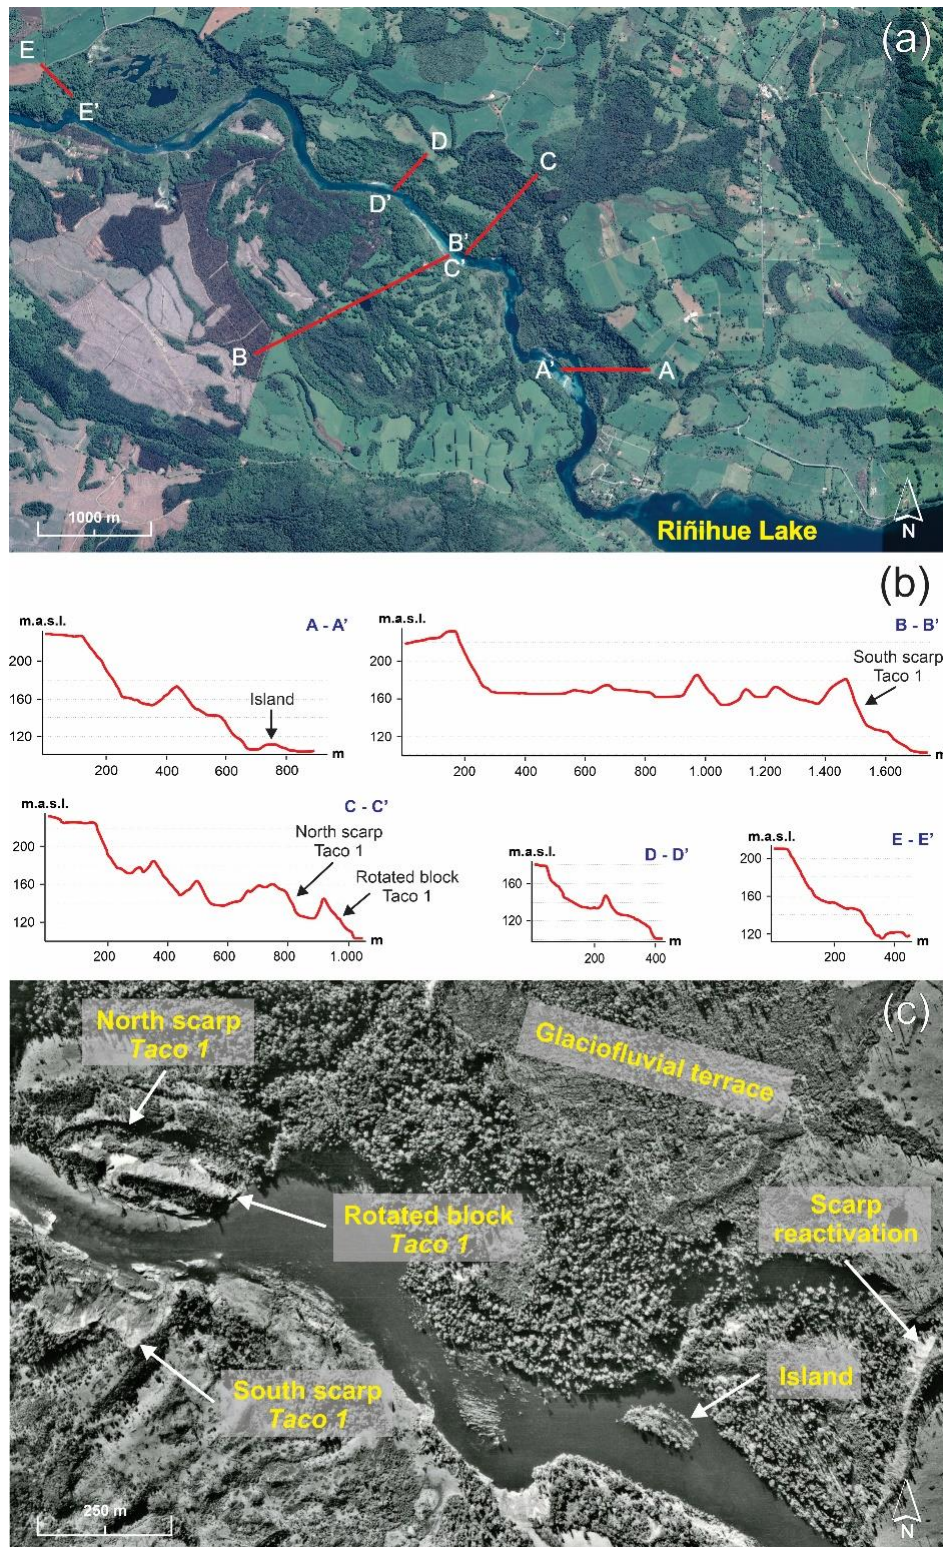 (a)
E
E'
D
D'
C
B'
C'
B
A'
A
1000 m
Riñihue Lake
N
(b)
m.a.s.l.
A - A'
200
160
120
Island
200
400
600
800
m
m.a.s.l.
B - B'
200
160
120
South scarp
Taco 1
200
400
600
800
1.000
1.200
1.400
1.600
m
m.a.s.l.
C - C'
200
160
120
North scarp
Taco 1
Rotated block
Taco 1
200
400
600
800
1.000
m
m.a.s.l.
D - D'
160
120
200
400
m
m.a.s.l.
E - E'
200
160
120
200
400
m
(c)
North scarp
Taco 1
Glaciofluvial terrace
Rotated block
Taco 1
Scarp
reactivation
South scarp
Taco 1
Island
250 m
N